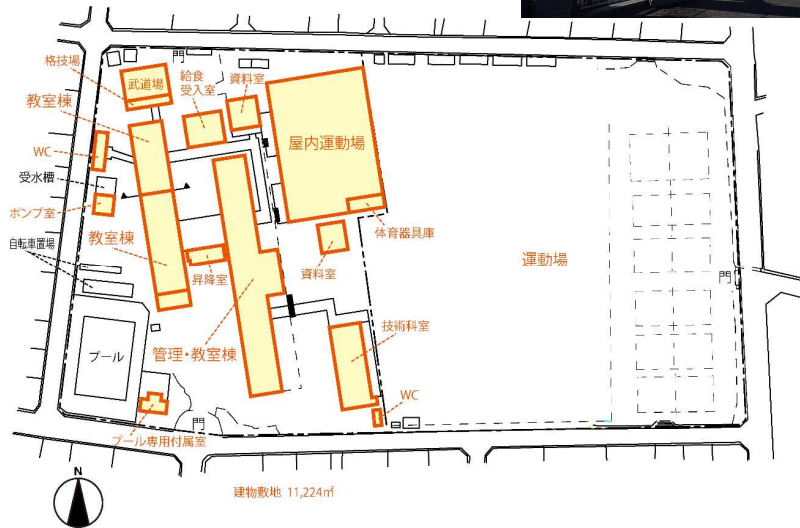 門
格技場
武道場
給食
受入室
資料室
教室棟
WC
受水槽
ポンプ室
自転車置場
教室棟
昇降室
屋内運動場
体育器具庫
資料室
運動場
門
技術科室
管理・教室棟
プール
WC
門
プール専用付属室
N
建物敷地 11,224㎡